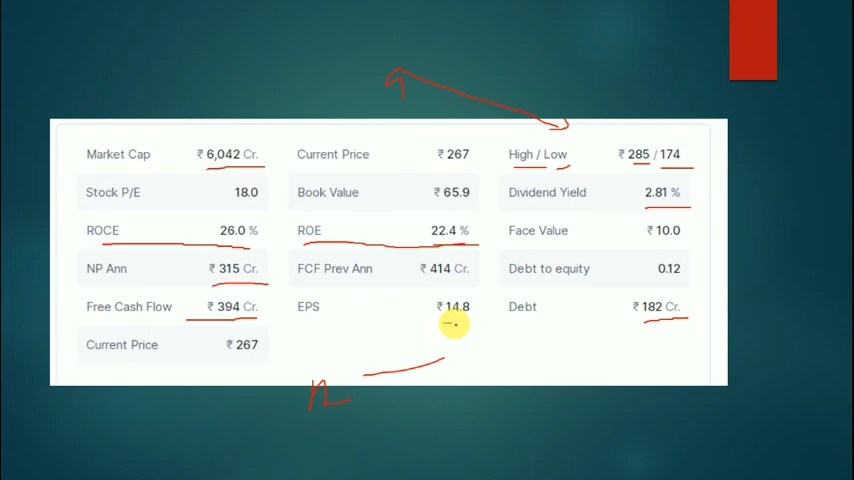 Market Cap ₹ 6,042 Cr. Current Price ₹ 267 High / Low ₹ 285 / 174
Stock P/E 18.0 Book Value ₹ 65.9 Dividend Yield 2.81 %
ROCE 26.0 % ROE 22.4 % Face Value ₹ 10.0
NP Ann ₹ 315 Cr. FCF Prev Ann ₹ 414 Cr. Debt to equity 0.12
Free Cash Flow ₹ 394 Cr. EPS ₹ 14.8 Debt ₹ 182 Cr.
Current Price ₹ 267